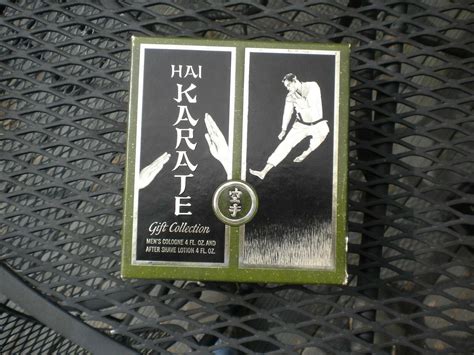 HAI
KARATE
Gift Collection
MEN'S COLOGNE 4 FL. OZ. AND
AFTER SHAVE LOTION 4 FL. OZ.
空
手